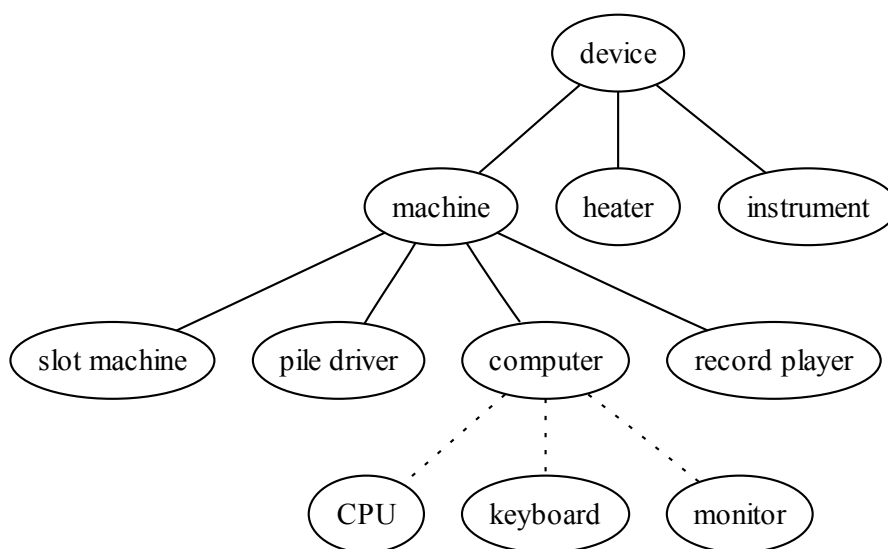 device
machine
heater
instrument
slot machine
pile driver
computer
record player
CPU
keyboard
monitor